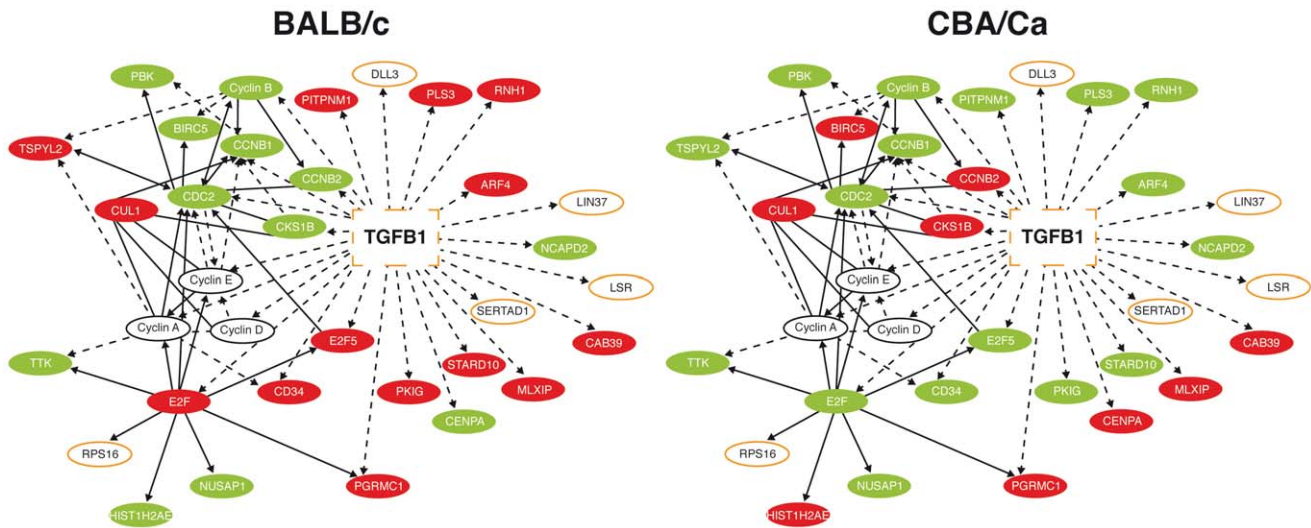 BALB/c
PBK
Cyclin B
DLL3
PITPNM1
PLS3
RNH1
BIRC5
TSPYL2
CCNB1
CCNB2
ARF4
CDC2
CUL1
LIN37
CKS1B
TGFB1
NCAPD2
Cyclin E
LSR
SERTAD1
Cyclin A
Cyclin D
E2F5
CAB39
TTK
STARD10
CD34
PKIG
MLXIP
E2F
CENPA
RPS16
NUSAP1
PGRMC1
HIST1H2AE
CBA/Ca
PBK
Cyclin B
DLL3
PITPNM1
PLS3
RNH1
BIRC5
TSPYL2
CCNB1
CCNB2
ARF4
CDC2
CUL1
LIN37
CKS1B
TGFB1
NCAPD2
Cyclin E
LSR
SERTAD1
Cyclin A
Cyclin D
E2F5
CAB39
TTK
STARD10
CD34
PKIG
MLXIP
E2F
CENPA
RPS16
NUSAP1
PGRMC1
HIST1H2AE